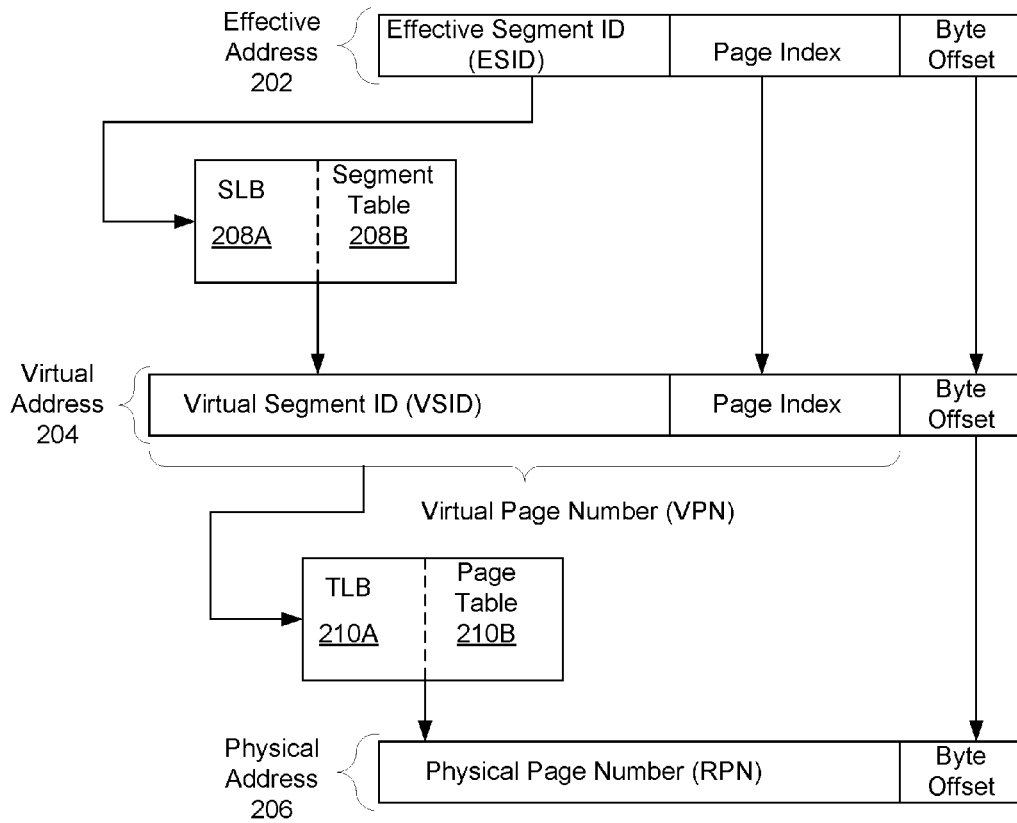 Effective
Address
202
Effective Segment ID
(ESID)
Page Index
Byte
Offset
SLB
208A
Segment
Table
208B
Virtual
Address
204
Virtual Segment ID (VSID)
Page Index
Byte
Offset
Virtual Page Number (VPN)
TLB
210A
Page
Table
210B
Physical
Address
206
Physical Page Number (RPN)
Byte
Offset